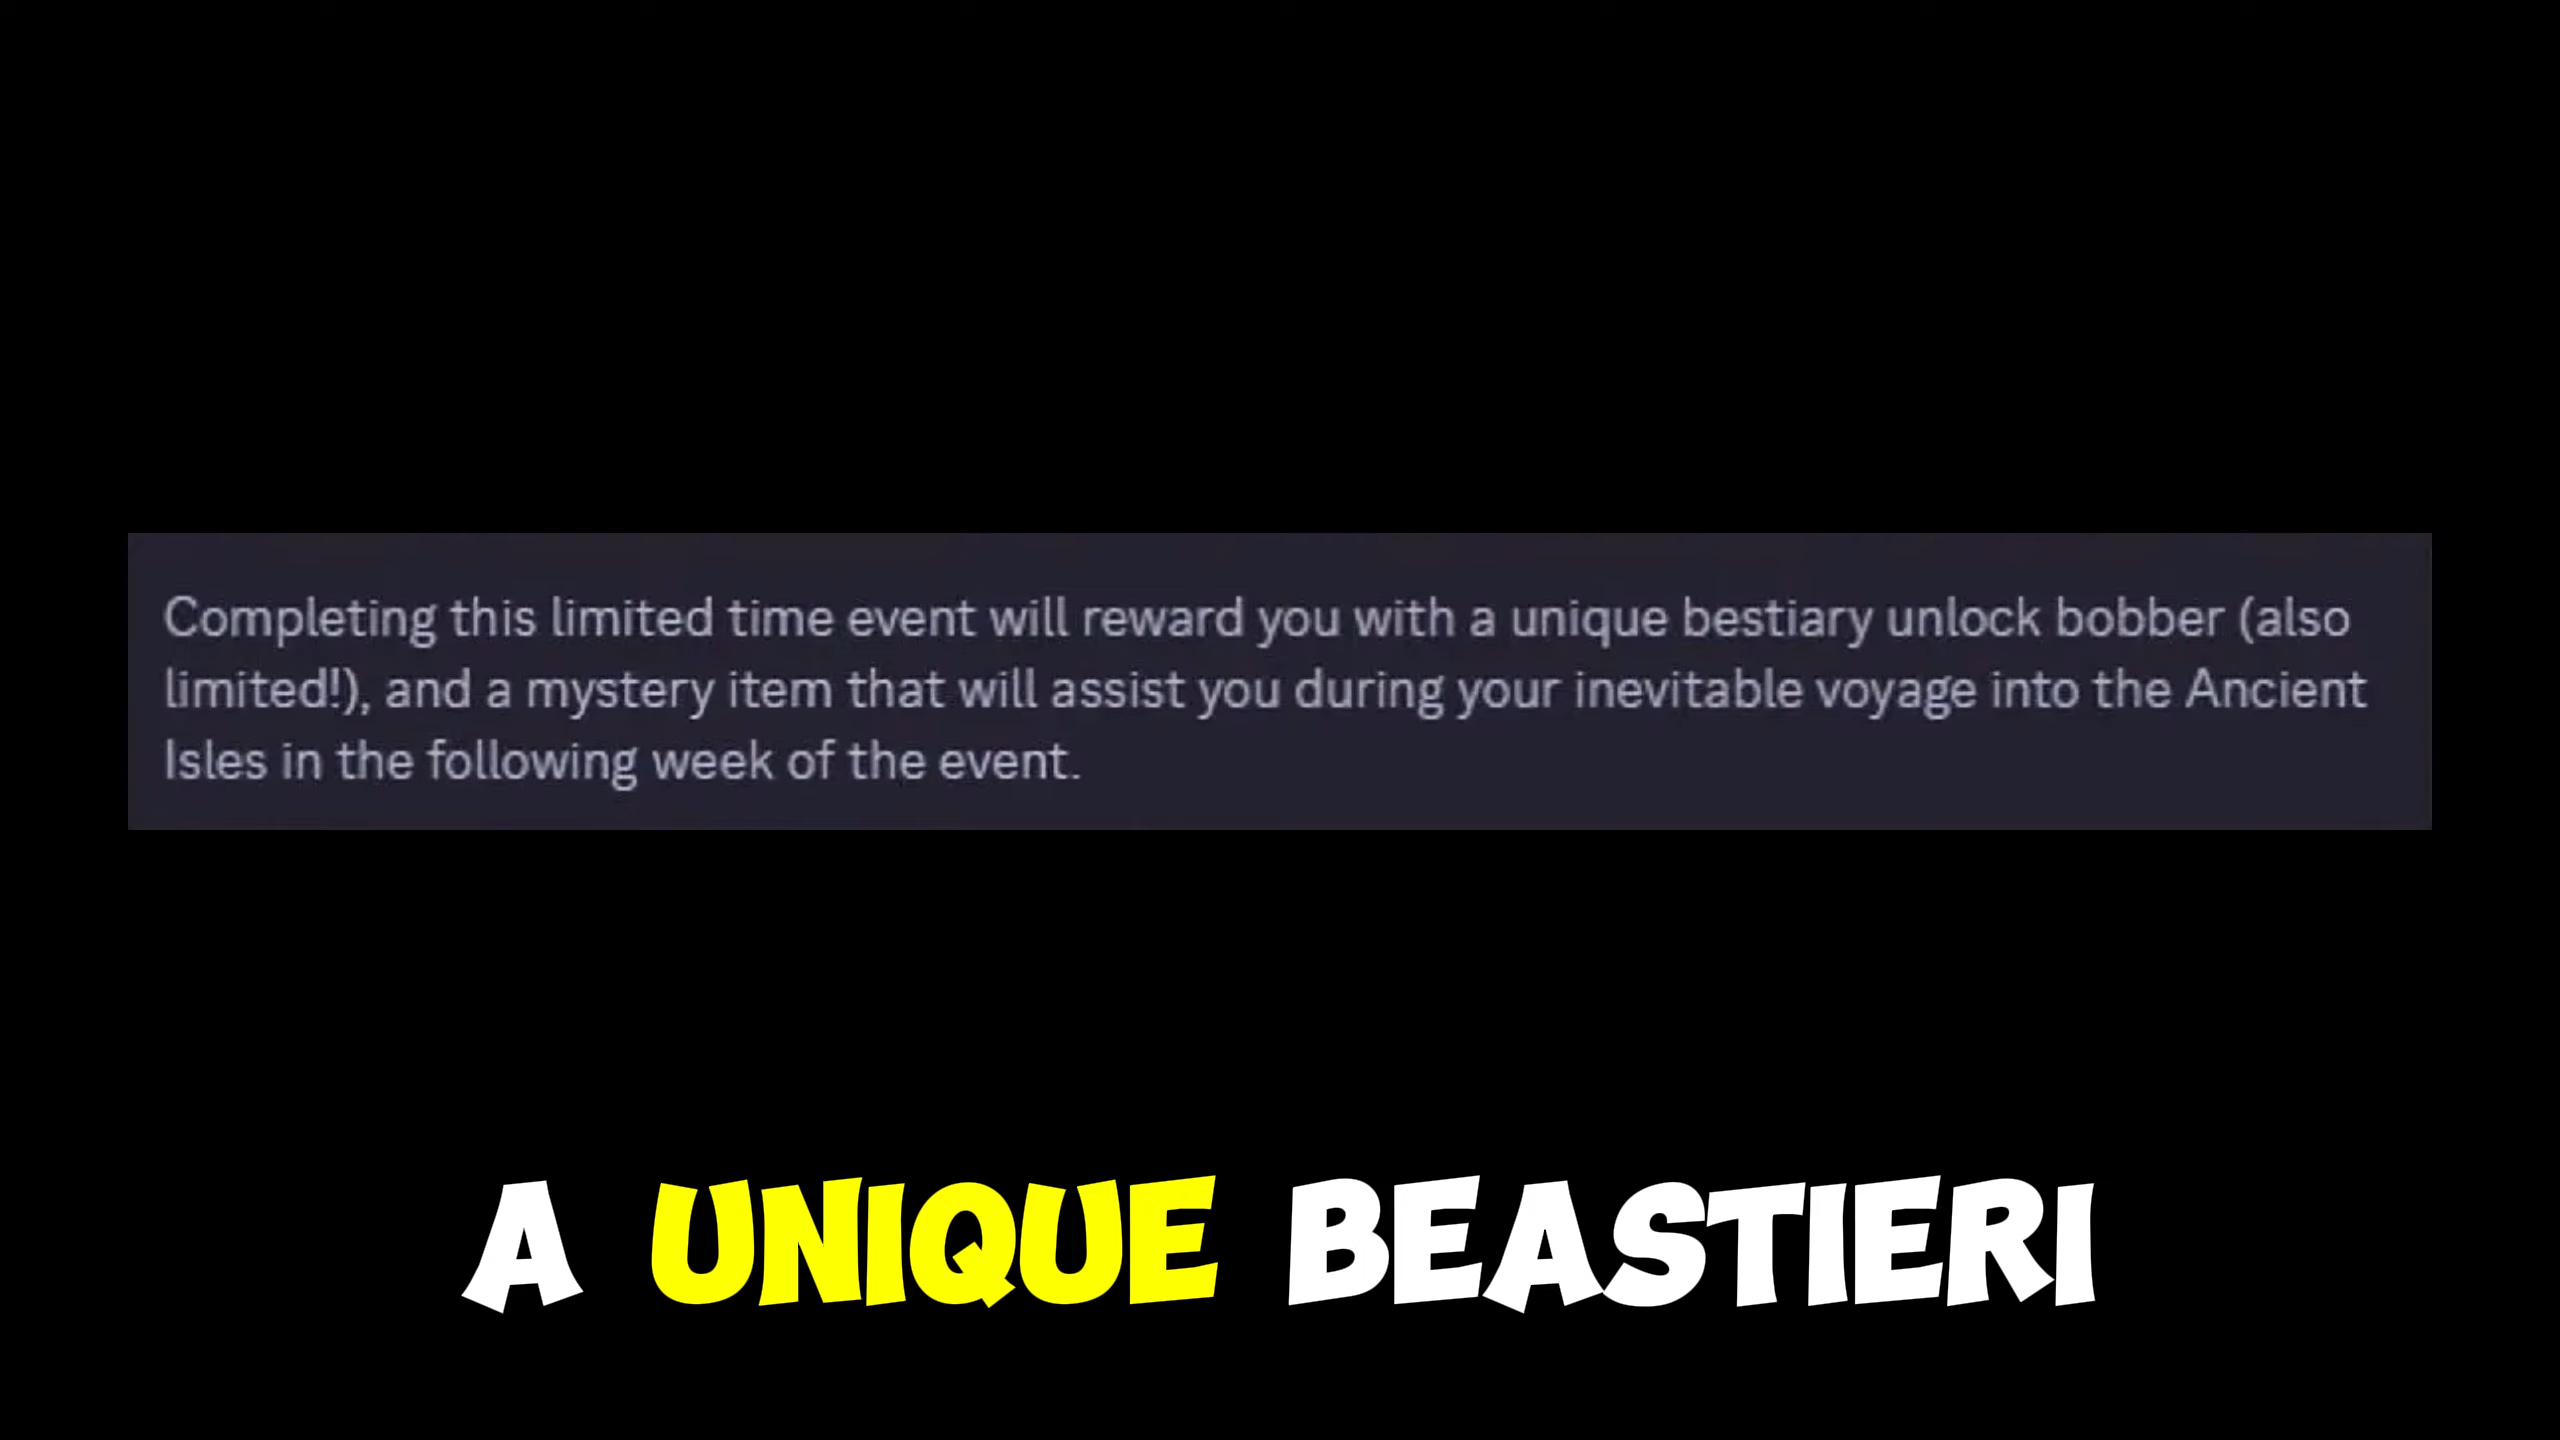 Completing this limited time event will reward you with a unique bestiary unlock bobber (also
limited!), and a mystery item that will assist you during your inevitable voyage into the Ancient
Isles in the following week of the event.
A UNIQUE BEASTIERI